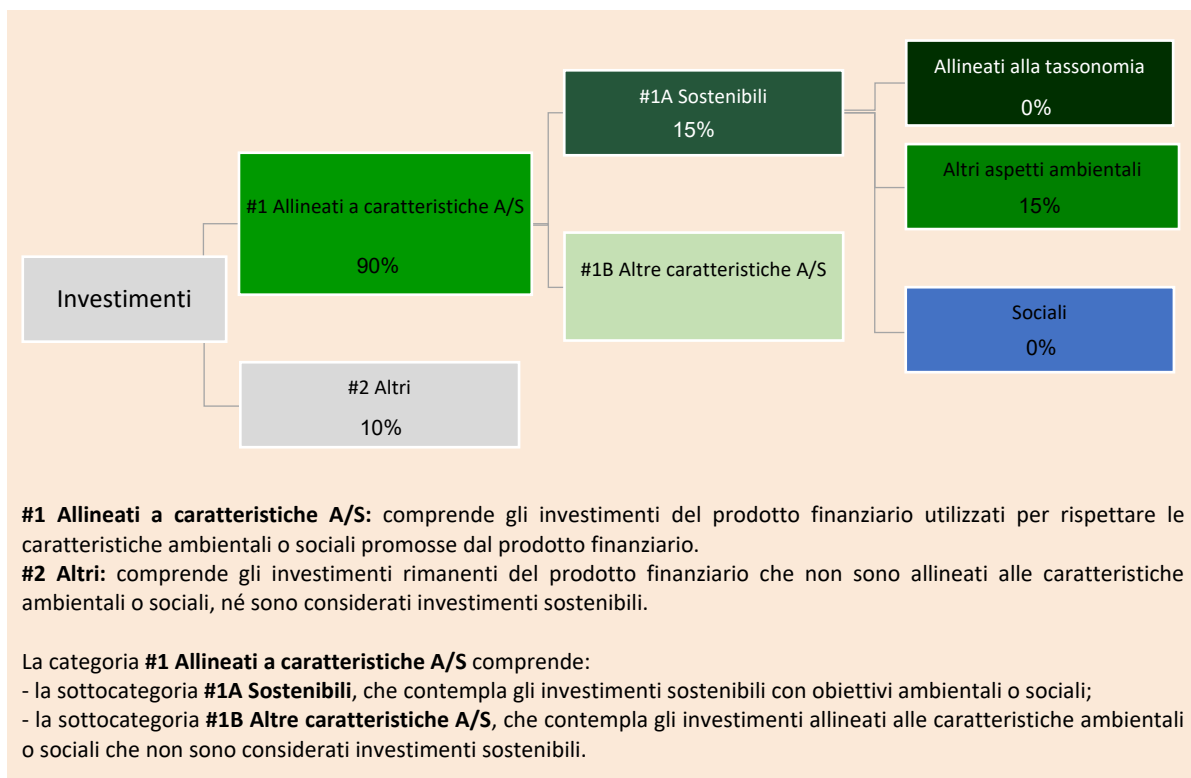 Investimenti
#1 Allineati a caratteristiche A/S
90%
#2 Altri
10%
#1A Sostenibili
15%
#1B Altre caratteristiche A/S
Allineati alla tassonomia
0%
Altri aspetti ambientali
15%
Sociali
0%
#1 Allineati a caratteristiche A/S: comprende gli investimenti del prodotto finanziario utilizzati per rispettare le
caratteristiche ambientali o sociali promosse dal prodotto finanziario.
#2 Altri: comprende gli investimenti rimanenti del prodotto finanziario che non sono allineati alle caratteristiche
ambientali o sociali, né sono considerati investimenti sostenibili.
La categoria #1 Allineati a caratteristiche A/S comprende:
- la sottocategoria #1A Sostenibili, che contempla gli investimenti sostenibili con obiettivi ambientali o sociali;
- la sottocategoria #1B Altre caratteristiche A/S, che contempla gli investimenti allineati alle caratteristiche ambientali
o sociali che non sono considerati investimenti sostenibili.